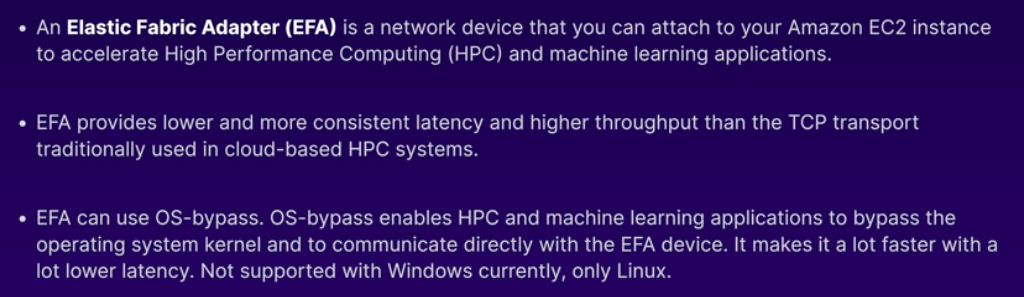 • An Elastic Fabric Adapter (EFA) is a network device that you can attach to your Amazon EC2 instance
to accelerate High Performance Computing (HPC) and machine learning applications.
• EFA provides lower and more consistent latency and higher throughput than the TCP transport
traditionally used in cloud-based HPC systems.
• EFA can use OS-bypass. OS-bypass enables HPC and machine learning applications to bypass the
operating system kernel and to communicate directly with the EFA device. It makes it a lot faster with a
lot lower latency. Not supported with Windows currently, only Linux.